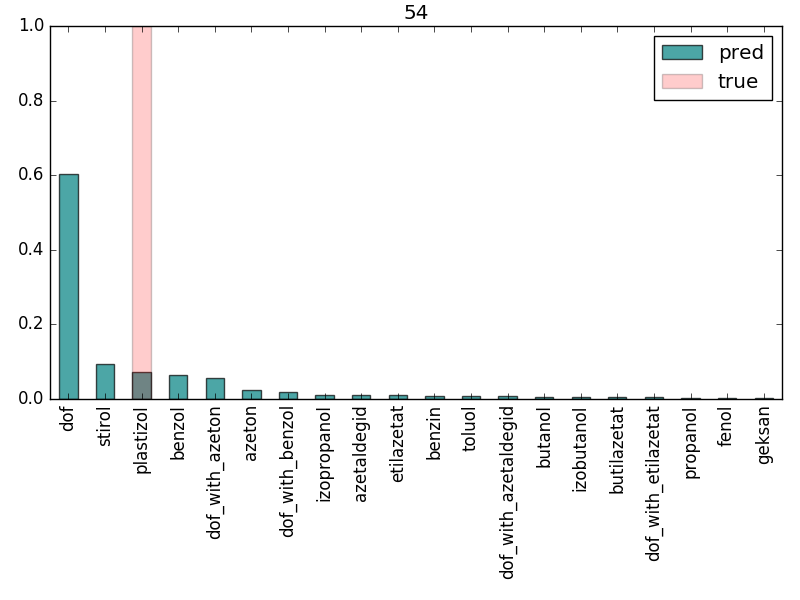 54
pred
true
1.0
0.8
0.6
0.4
0.2
0.0
dof
stirol
plastizol
benzol
dof_with_azeton
azeton
dof_with_benzol
izopropanol
azetaldegid
etilazetat
benzin
toluol
dof_with_azetaldegid
butanol
izobutanol
butilazetat
dof_with_etilazetat
propanol
fenol
geksan